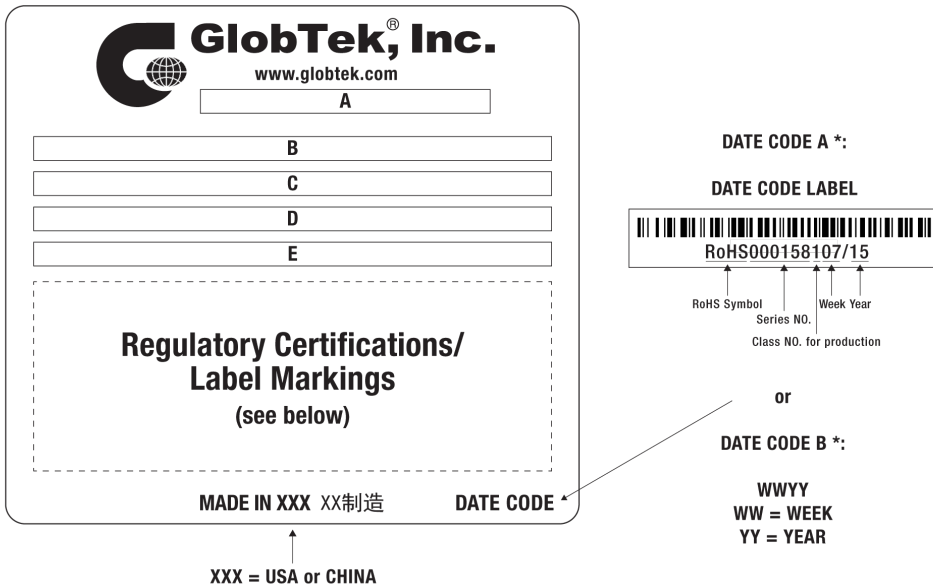 GlobTek,® Inc.
www.globtek.com
A
B
C
D
E
Regulatory Certifications/
Label Markings
(see below)
MADE IN XXX XX制造 DATE CODE
XXX = USA or CHINA
DATE CODE A *:
DATE CODE LABEL
RoHS000158107/15
RoHS Symbol
Series NO.
Week Year
Class NO. for production
or
DATE CODE B *:
WWYY
WW = WEEK
YY = YEAR